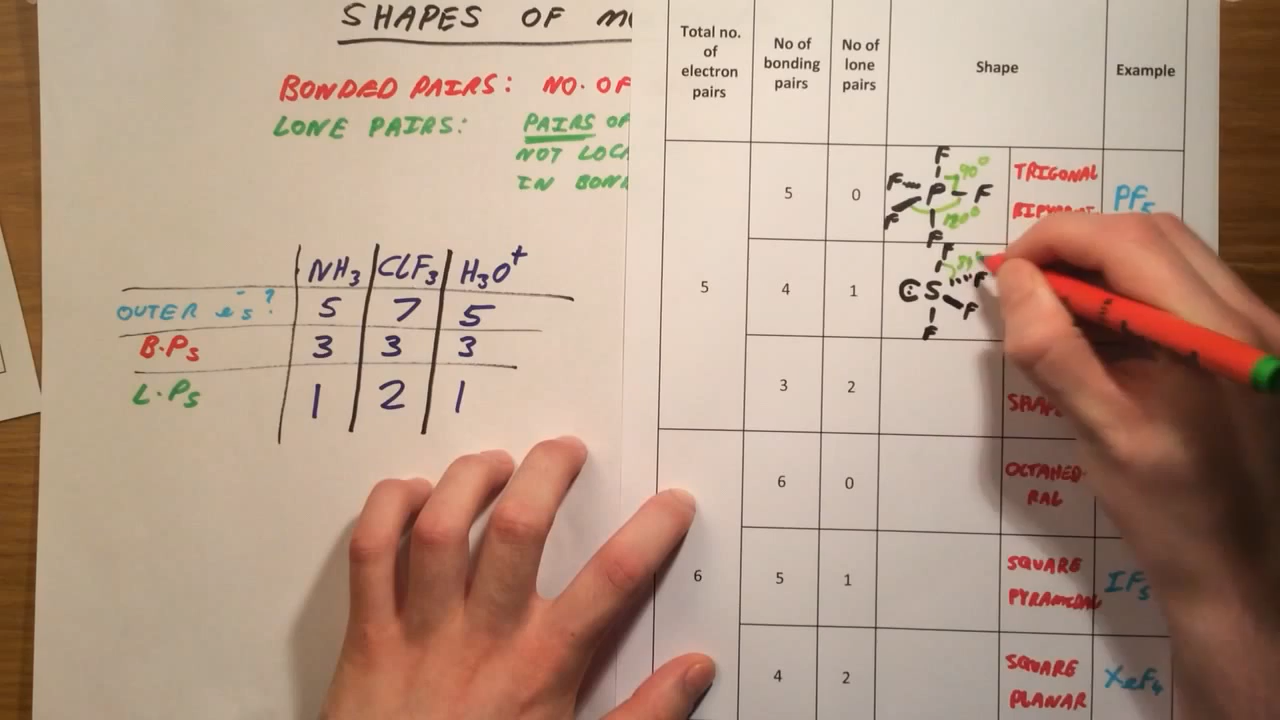 SHAPES OF
BONDED PAIRS: NO. OF
LONE PAIRS: PAIRS OF
NOT
IN
NH3 ClF3 H3O+
OUTER e's ? 5 7 5
B.Ps 3 3 3
L.Ps 1 2 1
Total no. of electron pairs
No of bonding pairs
No of lone pairs
Shape
Example
5
5 0
F
F P F
F
F
90°
120°
TRIGONAL
PF5
4 1
F
S F
F
F
3 2
6
6 0
OCTAHED-
RAL
5 1
SQUARE
PYRAMIDAL
IF5
4 2
SQUARE
PLANAR
XeF4